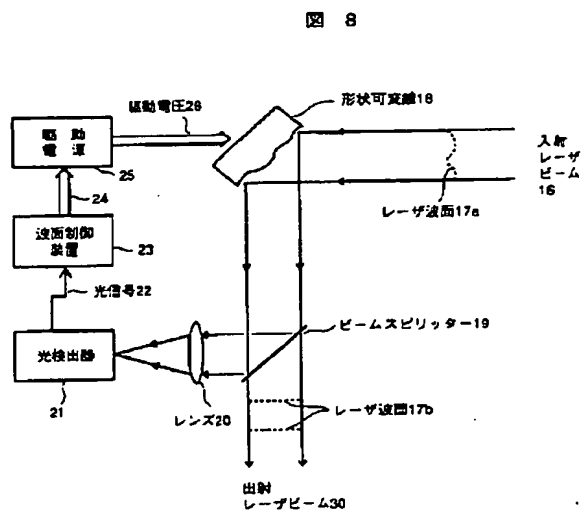 図 8
駆動電圧26
形状可変鏡18
駆動
電源
25
入射
レーザ
ビーム
16
レーザ波面17a
24
波面制御
装置
23
光信号22
ビームスピリッター19
光検出器
21
レンズ20
レーザ波面17b
出射
レーザビーム30